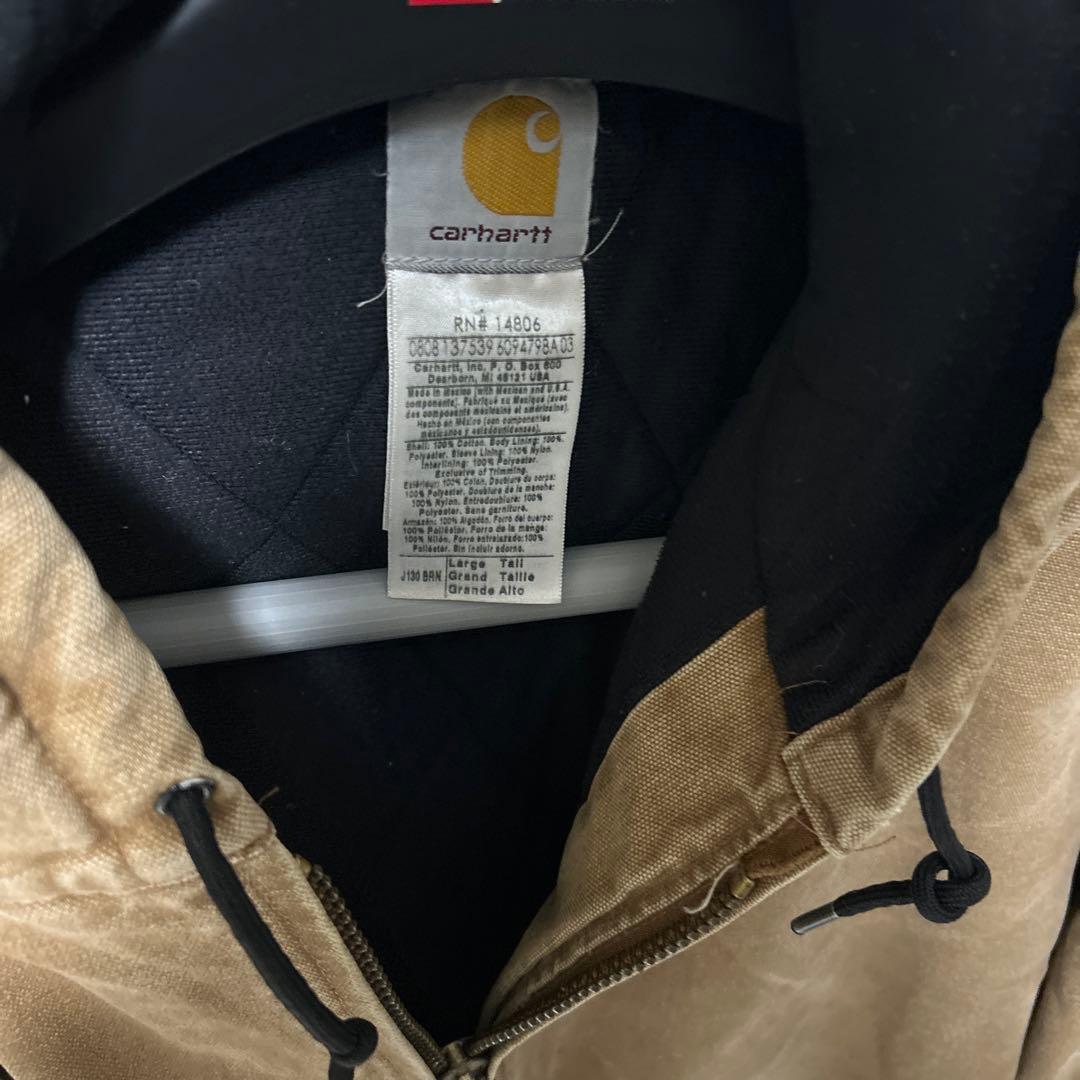 carhartt
RN# 14806
0808137539 6094798A03
Carhartt, Inc. P. O. Box 600
Dearborn, MI 48121 USA
Made in Mexico (with Mexican and U.S.A.
components). Fabriqué au Mexique (avec
des composants mexicains et américains).
Hecho en México (con componentes
mexicanos y estadounidenses).
Shell: 100% Cotton. Body Lining: 100%
Polyester. Sleeve Lining: 100% Nylon.
Interlining: 100% Polyester.
Exclusive of Trimming.
Extérieur: 100% Coton. Doublure du corps:
100% Polyester. Doublure de la manche:
100% Nylon. Entredoublure: 100%
Polyester. Sans garniture.
Armazón: 100% Algodón. Forro del cuerpo:
100% Poliéster. Forro de la manga:
100% Nilón. Forro entrelazado: 100%
Poliéster. Sin incluir adorno.
J130 BRN
Large Tall
Grand Taille
Grande Alto